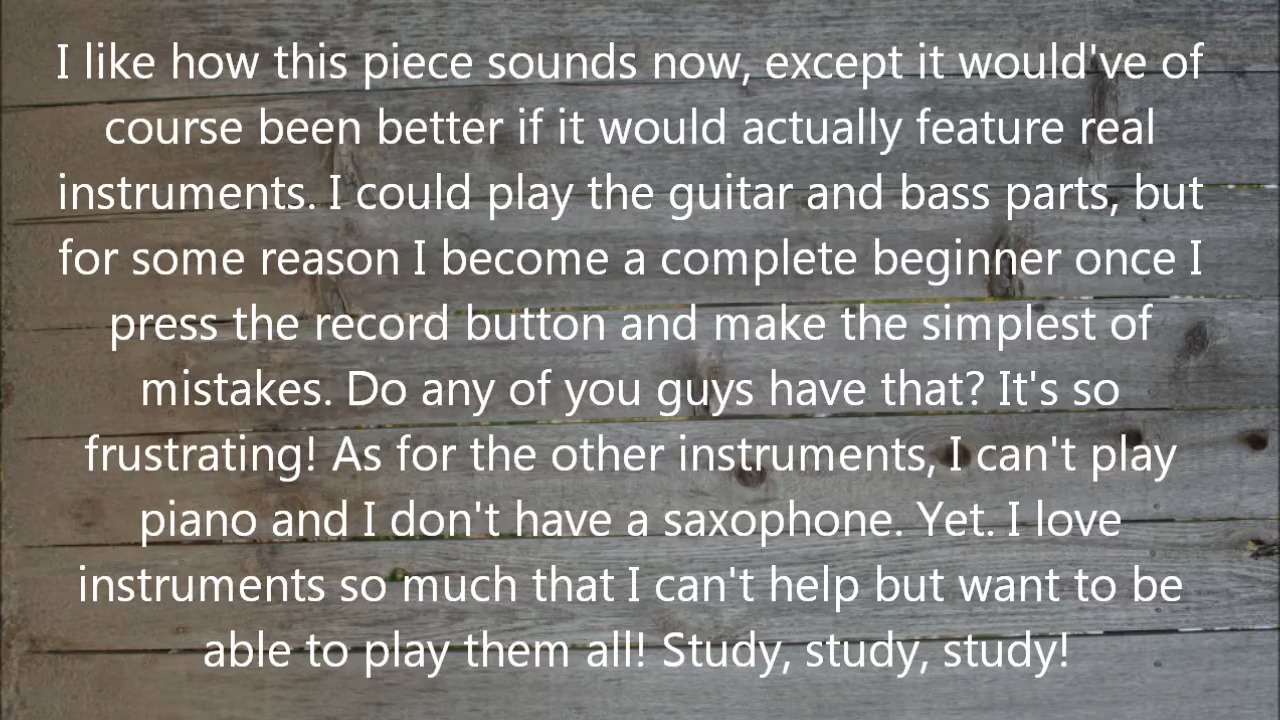 I like how this piece sounds now, except it would've of
course been better if it would actually feature real
instruments. I could play the guitar and bass parts, but
for some reason I become a complete beginner once I
press the record button and make the simplest of
mistakes. Do any of you guys have that? It's so
frustrating! As for the other instruments, I can't play
piano and I don't have a saxophone. Yet. I love
instruments so much that I can't help but want to be
able to play them all! Study, study, study!